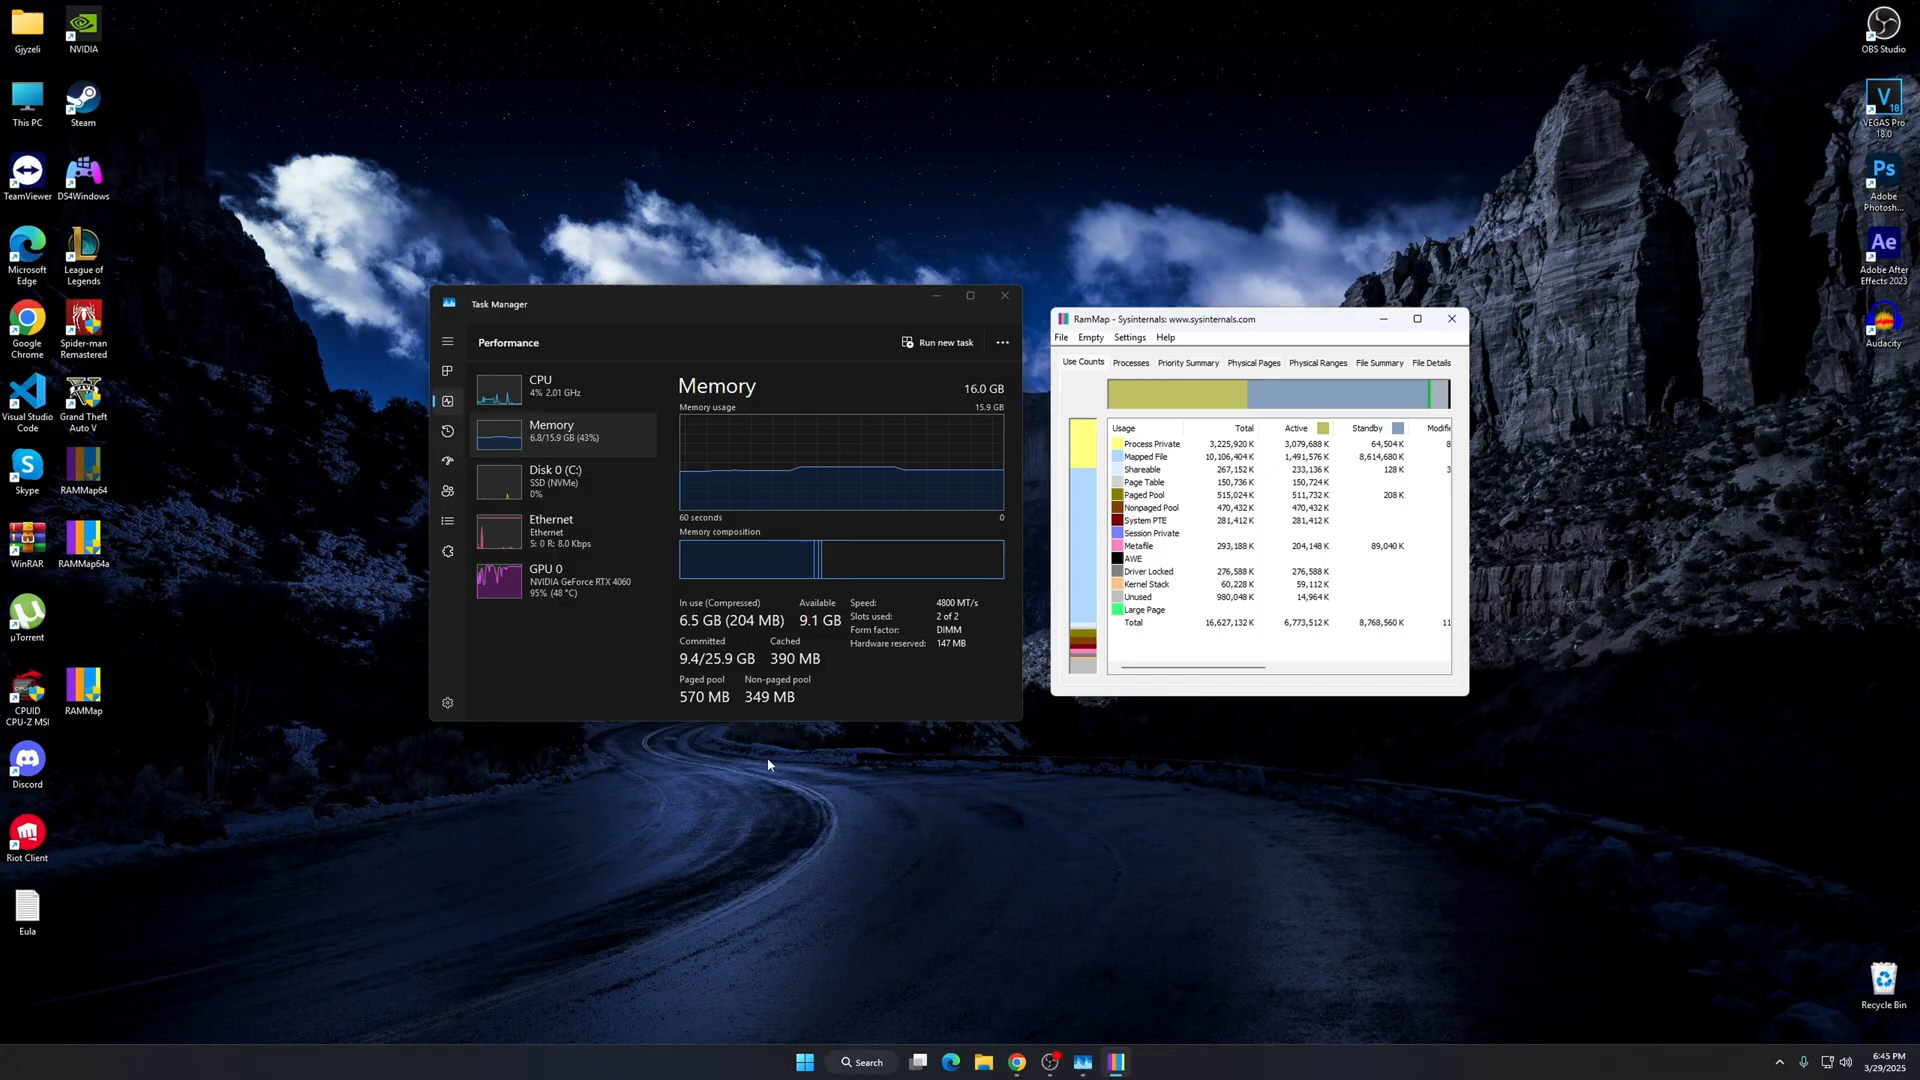 Gjyzeli
NVIDIA
This PC
Steam
TeamViewer
DS4Windows
Microsoft
Edge
League of
Legends
Google
Chrome
Spider-man
Remastered
Visual Studio
Code
Grand Theft
Auto V
Skype
RAMMap64
WinRAR
RAMMap64a
µTorrent
CPUID
CPU-Z MSI
RAMMap
Discord
Riot Client
Eula
OBS Studio
VEGAS Pro
18.0
Adobe
Photosh...
Adobe After
Effects 2023
Audacity
Recycle Bin
Task Manager
Performance
Run new task
CPU
4% 2.01 GHz
Memory
6.8/15.9 GB (43%)
Disk 0 (C:)
SSD (NVMe)
0%
Ethernet
Ethernet
S: 0 R: 8.0 Kbps
GPU 0
NVIDIA GeForce RTX 4060
95% (48 °C)
Memory
16.0 GB
Memory usage
15.9 GB
60 seconds
0
Memory composition
In use (Compressed)
6.5 GB (204 MB)
Available
9.1 GB
Committed
9.4/25.9 GB
Cached
390 MB
Paged pool
570 MB
Non-paged pool
349 MB
Speed: 4800 MT/s
Slots used: 2 of 2
Form factor: DIMM
Hardware reserved: 147 MB
RamMap - Sysinternals: www.sysinternals.com
File Empty Settings Help
Use Counts Processes Priority Summary Physical Pages Physical Ranges File Summary File Details
Usage Total Active Standby Modifie
Process Private 3,225,920 K 3,079,688 K 64,504 K 8
Mapped File 10,106,404 K 1,491,576 K 8,614,680 K
Shareable 267,152 K 233,136 K 128 K 3
Page Table 150,736 K 150,724 K
Paged Pool 515,024 K 511,732 K 208 K
Nonpaged Pool 470,432 K 470,432 K
System PTE 281,412 K 281,412 K
Session Private
Metafile 293,188 K 204,148 K 89,040 K
AWE
Driver Locked 276,588 K 276,588 K
Kernel Stack 60,228 K 59,112 K
Unused 980,048 K 14,964 K
Large Page
Total 16,627,132 K 6,773,512 K 8,768,560 K 11
Search
6:45 PM
3/29/2025